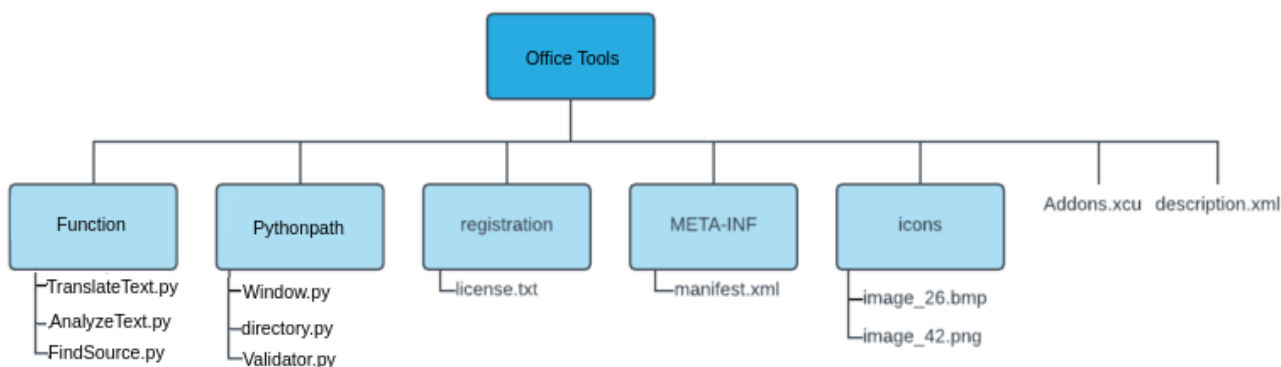 Office Tools
Function
Pythonpath
registration
META-INF
icons
Addons.xcu
description.xml
TranslateText.py
AnalyzeText.py
FindSource.py
Window.py
directory.py
Validator.py
license.txt
manifest.xml
image_26.bmp
image_42.png